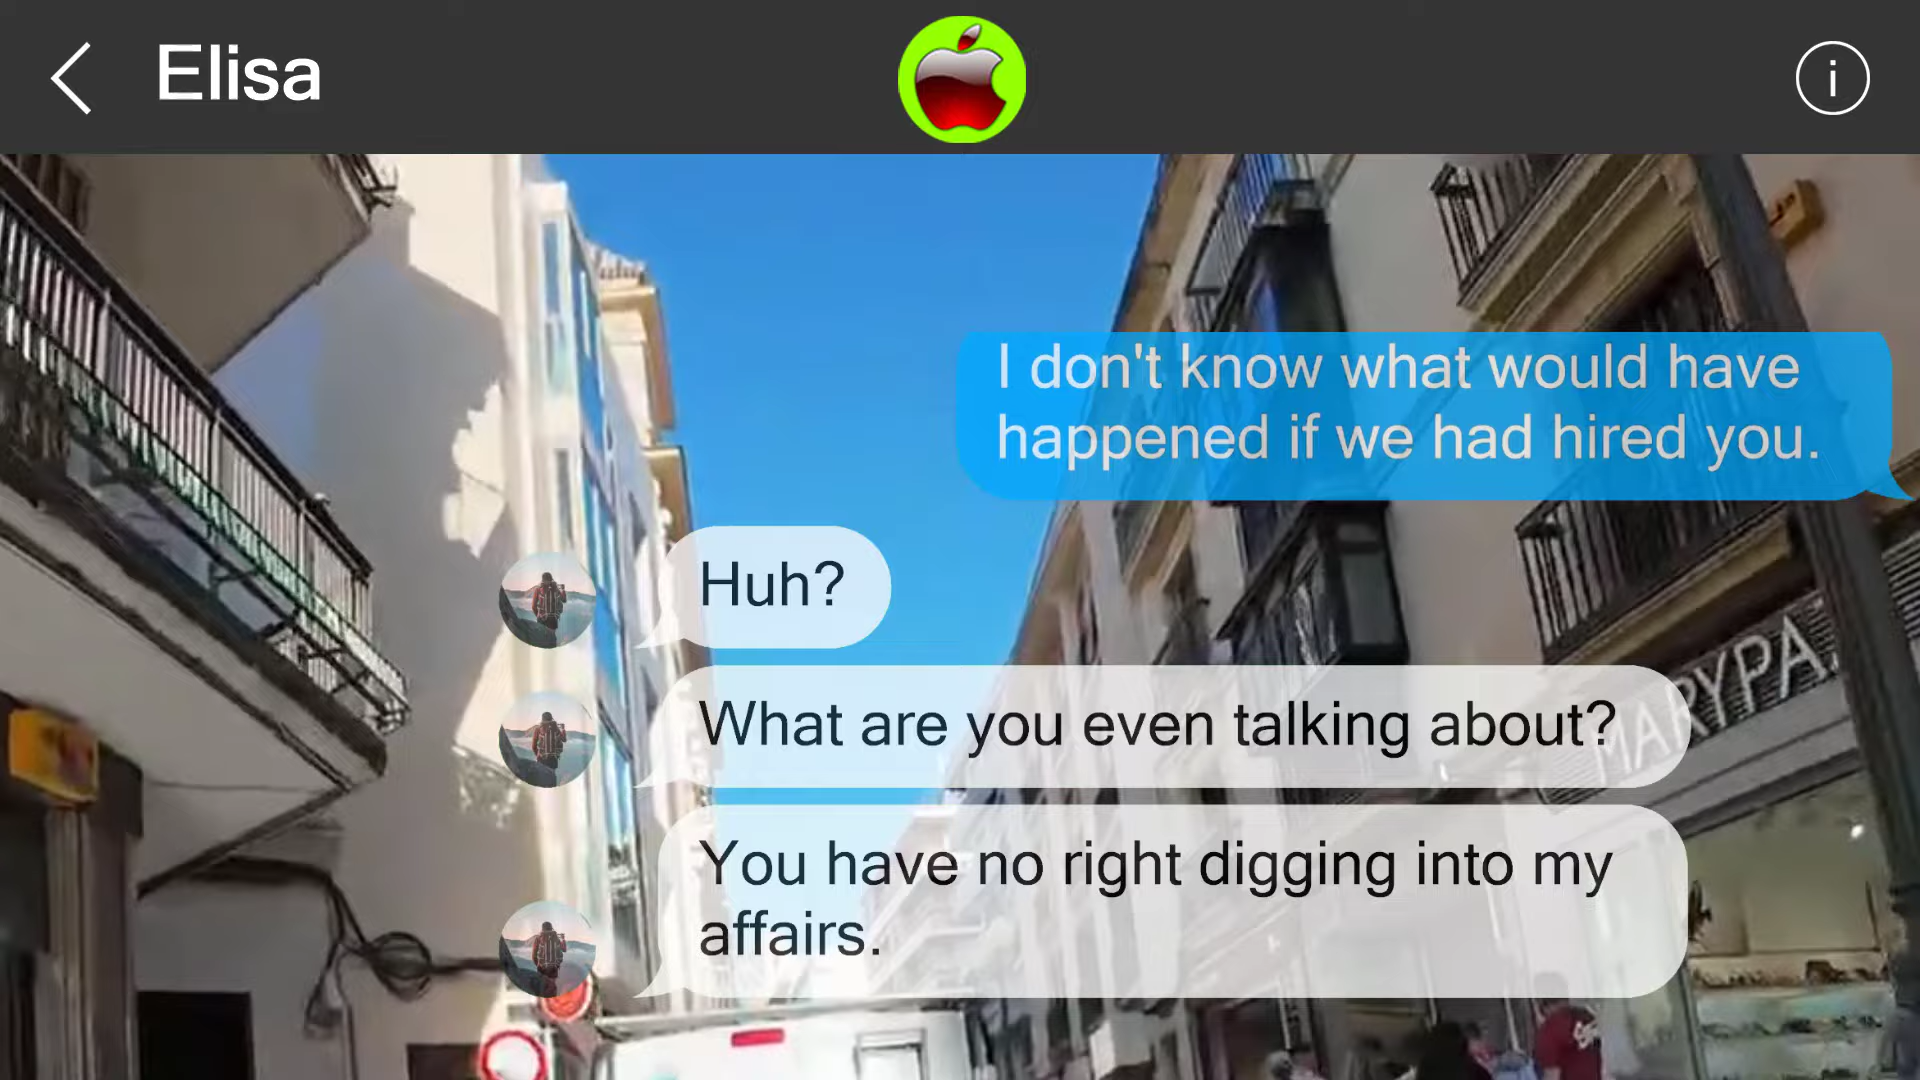 Elisa
i
I don't know what would have
happened if we had hired you.
Huh?
What are you even talking about?
You have no right digging into my
affairs.
MARYPA